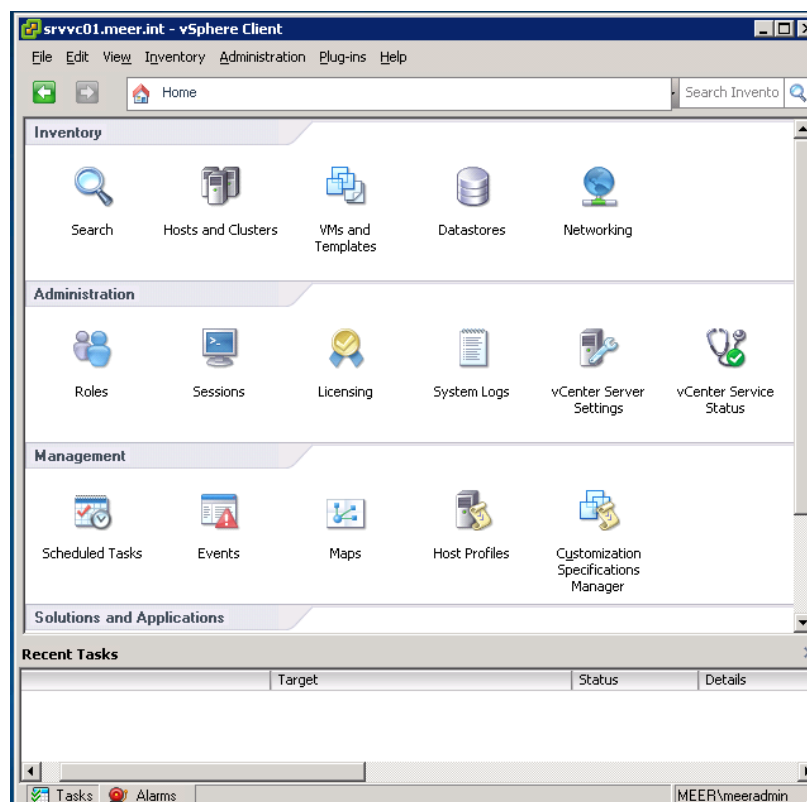 srvvc01.meer.int - vSphere Client
File Edit View Inventory Administration Plug-ins Help
Home
Search Invento
Inventory
Search
Hosts and Clusters
VMs and
Templates
Datastores
Networking
Administration
Roles
Sessions
Licensing
System Logs
vCenter Server
Settings
vCenter Service
Status
Management
Scheduled Tasks
Events
Maps
Host Profiles
Customization
Specifications
Manager
Solutions and Applications
Recent Tasks
Target Status Details
Tasks Alarms MEER\meeradmin